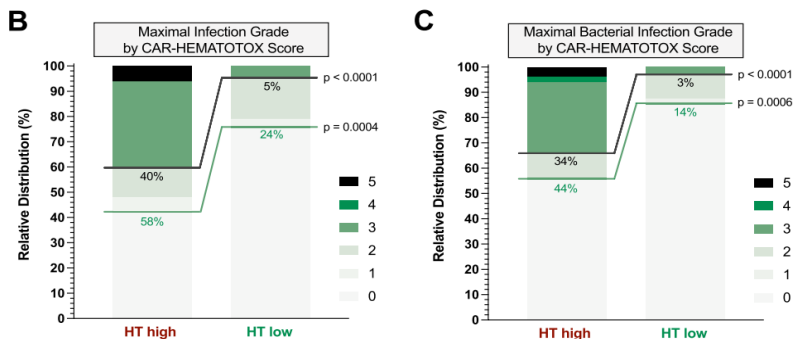 B
Maximal Infection Grade
by CAR-HEMATOTOX Score
Relative Distribution (%)
100
90
80
70
60
50
40
30
20
10
0
40%
58%
5%
24%
p < 0.0001
p = 0.0004
5
4
3
2
1
0
HT high
HT low
C
Maximal Bacterial Infection Grade
by CAR-HEMATOTOX Score
Relative Distribution (%)
100
90
80
70
60
50
40
30
20
10
0
34%
44%
3%
14%
p < 0.0001
p = 0.0006
5
4
3
2
1
0
HT high
HT low